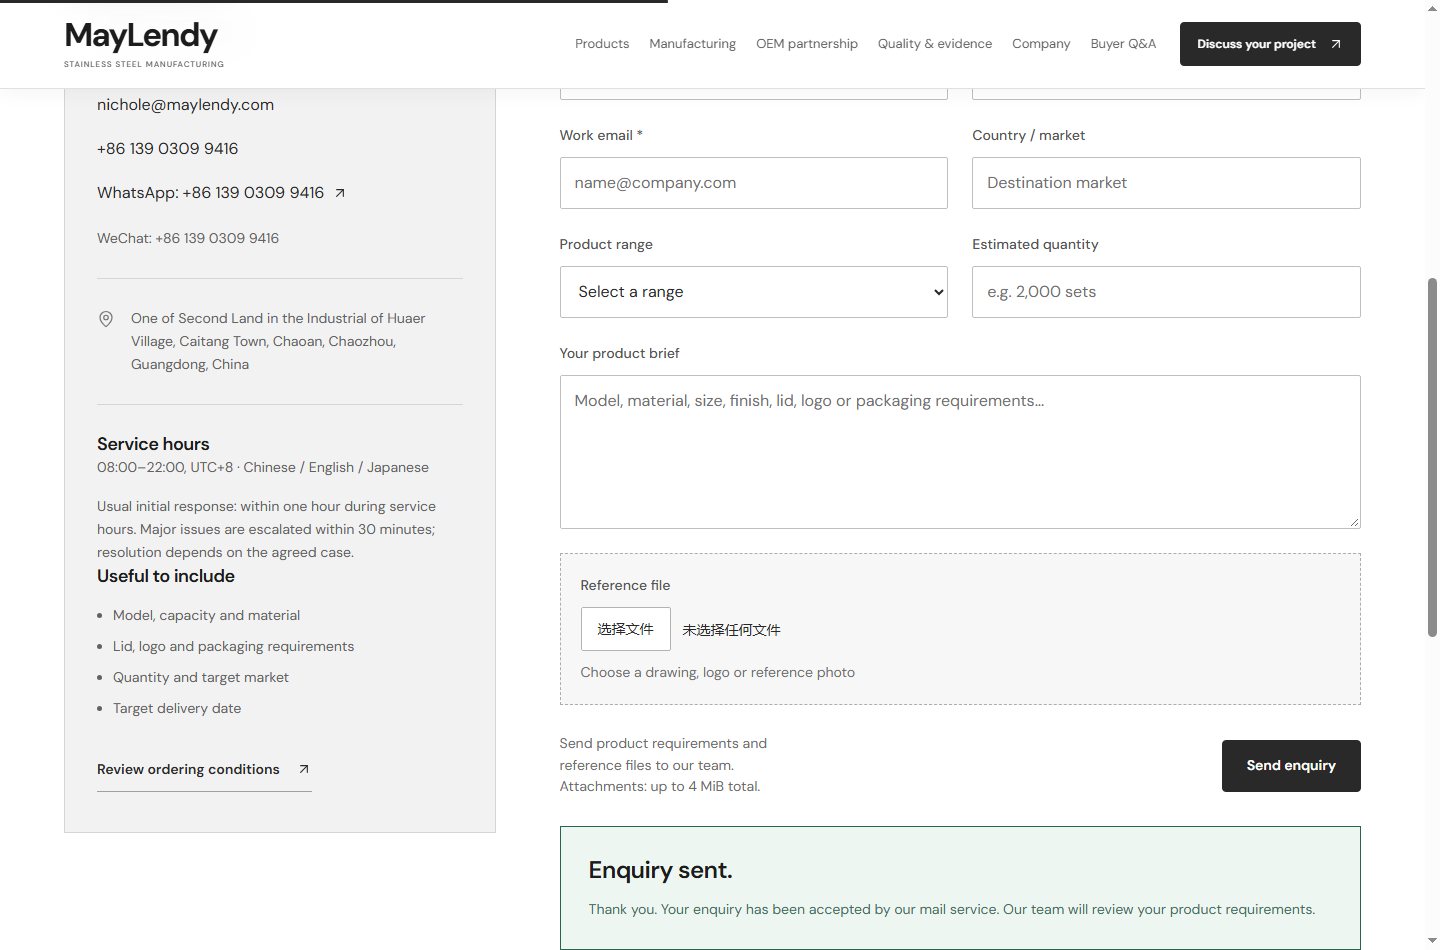 MayLendy
STAINLESS STEEL MANUFACTURING
Products
Manufacturing
OEM partnership
Quality & evidence
Company
Buyer Q&A
Discuss your project
nichole@maylendy.com
+86 139 0309 9416
WhatsApp: +86 139 0309 9416
WeChat: +86 139 0309 9416
One of Second Land in the Industrial of Huaer
Village, Caitang Town, Chaoan, Chaozhou,
Guangdong, China
Service hours
08:00–22:00, UTC+8 · Chinese / English / Japanese
Usual initial response: within one hour during service
hours. Major issues are escalated within 30 minutes;
resolution depends on the agreed case.
Useful to include
Model, capacity and material
Lid, logo and packaging requirements
Quantity and target market
Target delivery date
Review ordering conditions
Work email *
name@company.com
Country / market
Destination market
Product range
Select a range
Estimated quantity
e.g. 2,000 sets
Your product brief
Model, material, size, finish, lid, logo or packaging requirements...
Reference file
选择文件
未选择任何文件
Choose a drawing, logo or reference photo
Send product requirements and
reference files to our team.
Attachments: up to 4 MiB total.
Send enquiry
Enquiry sent.
Thank you. Your enquiry has been accepted by our mail service. Our team will review your product requirements.